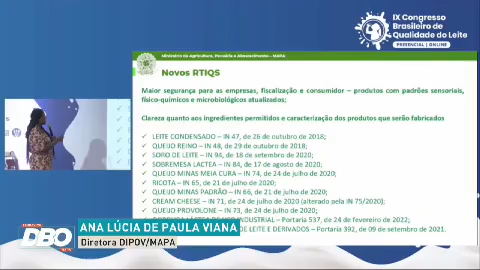 IX Congresso
Brasileiro de
Qualidade do Leite
PRESENCIAL | ONLINE
Ministério da Agricultura, Pecuária e Abastecimento - MAPA
Novos RTIQS
Maior segurança para as empresas, fiscalização e consumidor – produtos com padrões sensoriais,
físico-químicos e microbiológicos atualizados;
Clareza quanto aos ingredientes permitidos e caracterização dos produtos que serão fabricados
✓ LEITE CONDENSADO – IN 47, de 26 de outubro de 2018;
✓ QUEIJO REINO – IN 48, de 29 de outubro de 2018;
✓ SORO DE LEITE – IN 94, de 18 de setembro de 2020;
✓ SOBREMESA LACTEA – IN 84, de 17 de agosto de 2020;
✓ QUEIJO MINAS MEIA CURA – IN 74, de 24 de julho de 2020;
✓ RICOTA – IN 65, de 21 de julho de 2020;
✓ QUEIJO MINAS PADRÃO – IN 66, de 21 de julho de 2020;
✓ CREAM CHEESE – IN 71, de 24 de julho de 2020 (alterado pela IN 75/2020);
✓ QUEIJO PROVOLONE – IN 73, de 24 de julho de 2020;
INDUSTRIAL – Portaria 537, de 24 de fevereiro de 2022;
DE LEITE E DERIVADOS – Portaria 392, de 09 de setembro de 2021.
DBO
ANA LÚCIA DE PAULA VIANA
Diretora DIPOV/MAPA